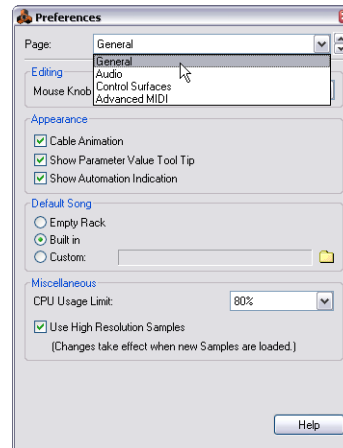 Preferences
Page: General
General
Audio
Control Surfaces
Advanced MIDI
Editing
Mouse Knob
Appearance
Cable Animation
Show Parameter Value Tool Tip
Show Automation Indication
Default Song
Empty Rack
Built in
Custom:
Miscellaneous
CPU Usage Limit: 80%
Use High Resolution Samples
(Changes take effect when new Samples are loaded.)
Help